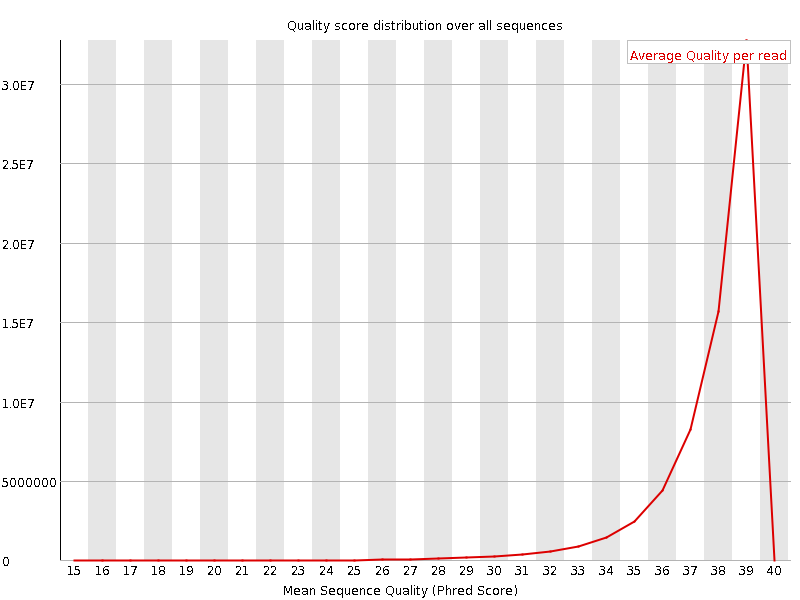 Quality score distribution over all sequences
Average Quality per read
3.0E7
2.5E7
2.0E7
1.5E7
1.0E7
5000000
0
15 16 17 18 19 20 21 22 23 24 25 26 27 28 29 30 31 32 33 34 35 36 37 38 39 40
Mean Sequence Quality (Phred Score)